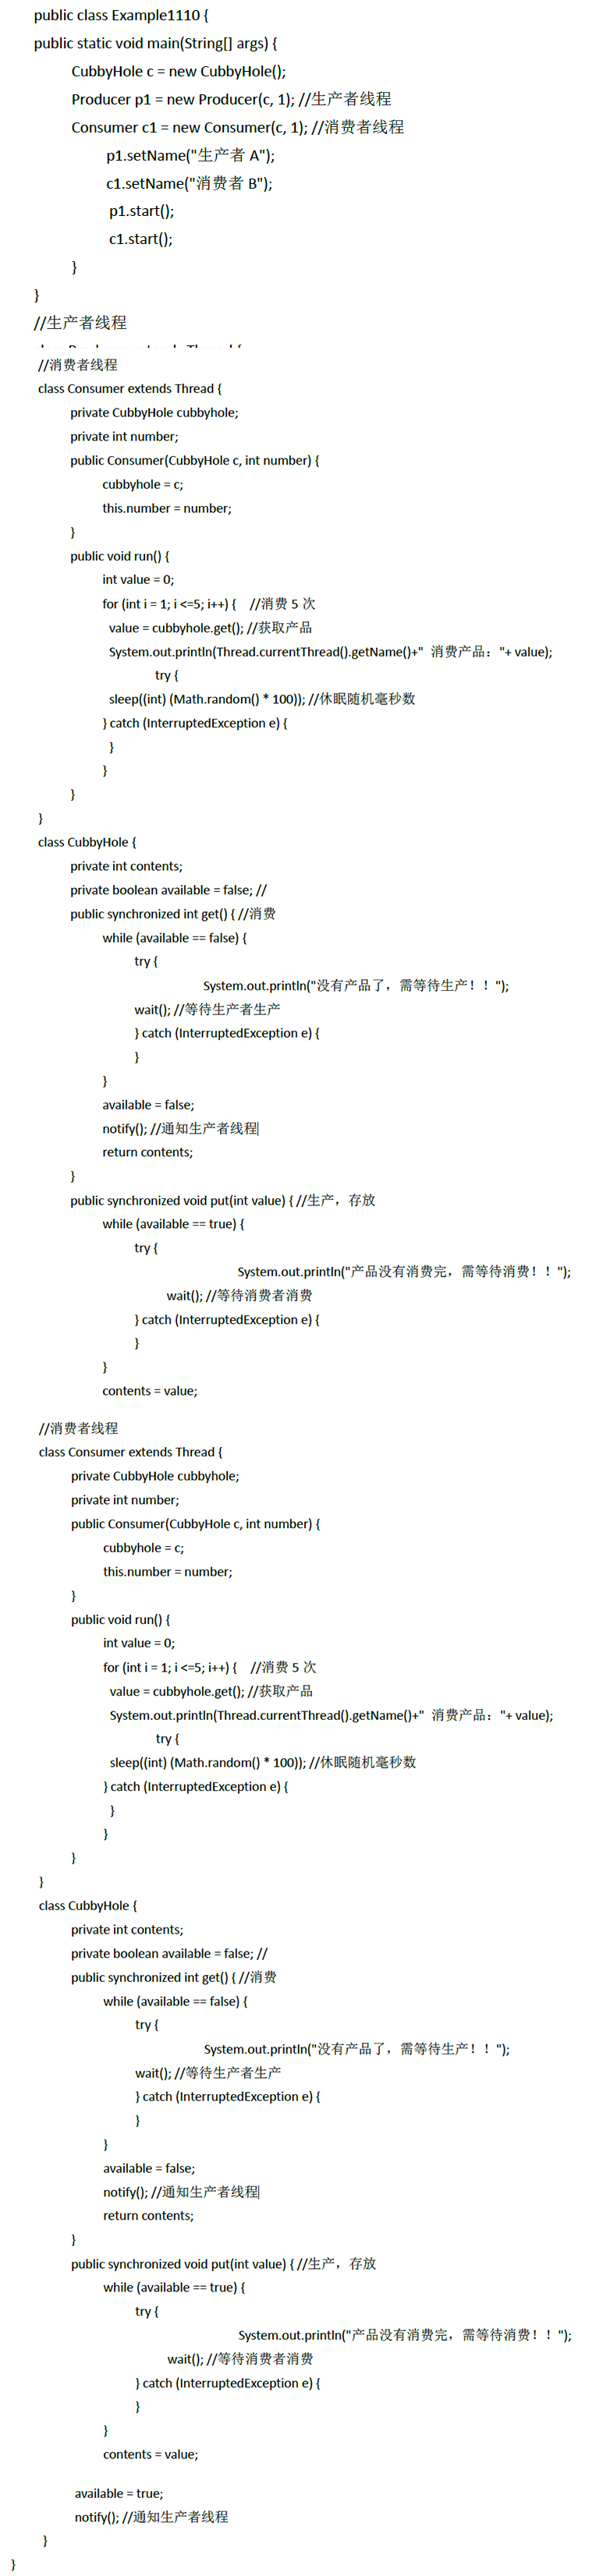 public class Example1110 {
public static void main(String[] args) {
CubbyHole c = new CubbyHole();
Producer p1 = new Producer(c, 1); //生产者线程
Consumer c1 = new Consumer(c, 1); //消费者线程
p1.setName("生产者 A");
c1.setName("消费者 B");
p1.start();
c1.start();
}
}
//生产者线程
//消费者线程
class Consumer extends Thread {
private CubbyHole cubbyhole;
private int number;
public Consumer(CubbyHole c, int number) {
cubbyhole = c;
this.number = number;
}
public void run() {
int value = 0;
for (int i = 1; i <=5; i++) { //消费 5 次
value = cubbyhole.get(); //获取产品
System.out.println(Thread.currentThread().getName()+" 消费产品："+ value);
try {
sleep((int) (Math.random() * 100)); //休眠随机毫秒数
} catch (InterruptedException e) {
}
}
}
}
class CubbyHole {
private int contents;
private boolean available = false; //
public synchronized int get() { //消费
while (available == false) {
try {
System.out.println("没有产品了，需等待生产！！");
wait(); //等待生产者生产
} catch (InterruptedException e) {
}
}
available = false;
notify(); //通知生产者线程
return contents;
}
public synchronized void put(int value) { //生产，存放
while (available == true) {
try {
System.out.println("产品没有消费完，需等待消费！！");
wait(); //等待消费者消费
} catch (InterruptedException e) {
}
}
contents = value;
//消费者线程
class Consumer extends Thread {
private CubbyHole cubbyhole;
private int number;
public Consumer(CubbyHole c, int number) {
cubbyhole = c;
this.number = number;
}
public void run() {
int value = 0;
for (int i = 1; i <=5; i++) { //消费 5 次
value = cubbyhole.get(); //获取产品
System.out.println(Thread.currentThread().getName()+" 消费产品："+ value);
try {
sleep((int) (Math.random() * 100)); //休眠随机毫秒数
} catch (InterruptedException e) {
}
}
}
}
class CubbyHole {
private int contents;
private boolean available = false; //
public synchronized int get() { //消费
while (available == false) {
try {
System.out.println("没有产品了，需等待生产！！");
wait(); //等待生产者生产
} catch (InterruptedException e) {
}
}
available = false;
notify(); //通知生产者线程
return contents;
}
public synchronized void put(int value) { //生产，存放
while (available == true) {
try {
System.out.println("产品没有消费完，需等待消费！！");
wait(); //等待消费者消费
} catch (InterruptedException e) {
}
}
contents = value;
available = true;
notify(); //通知生产者线程
}
}